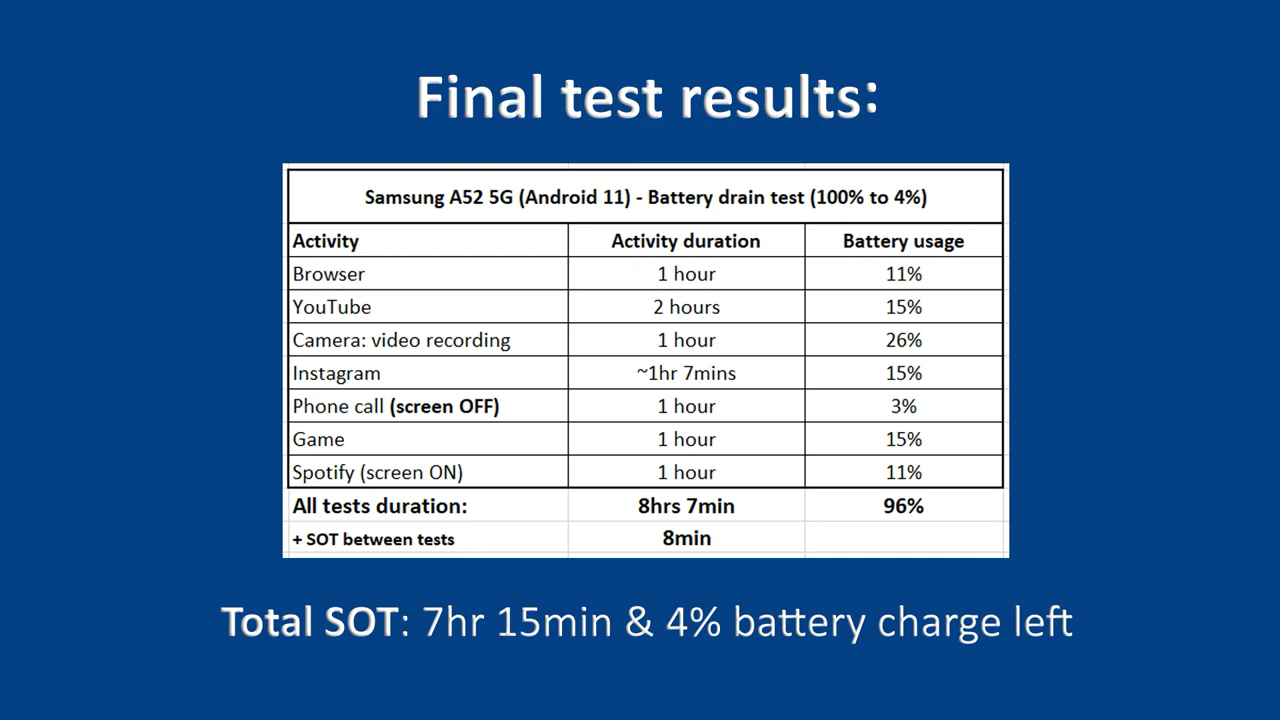 Final test results:
Samsung A52 5G (Android 11) - Battery drain test (100% to 4%)
Activity Activity duration Battery usage
Browser 1 hour 11%
YouTube 2 hours 15%
Camera: video recording 1 hour 26%
Instagram ~1hr 7mins 15%
Phone call (screen OFF) 1 hour 3%
Game 1 hour 15%
Spotify (screen ON) 1 hour 11%
All tests duration: 8hrs 7min 96%
+ SOT between tests 8min
Total SOT: 7hr 15min & 4% battery charge left